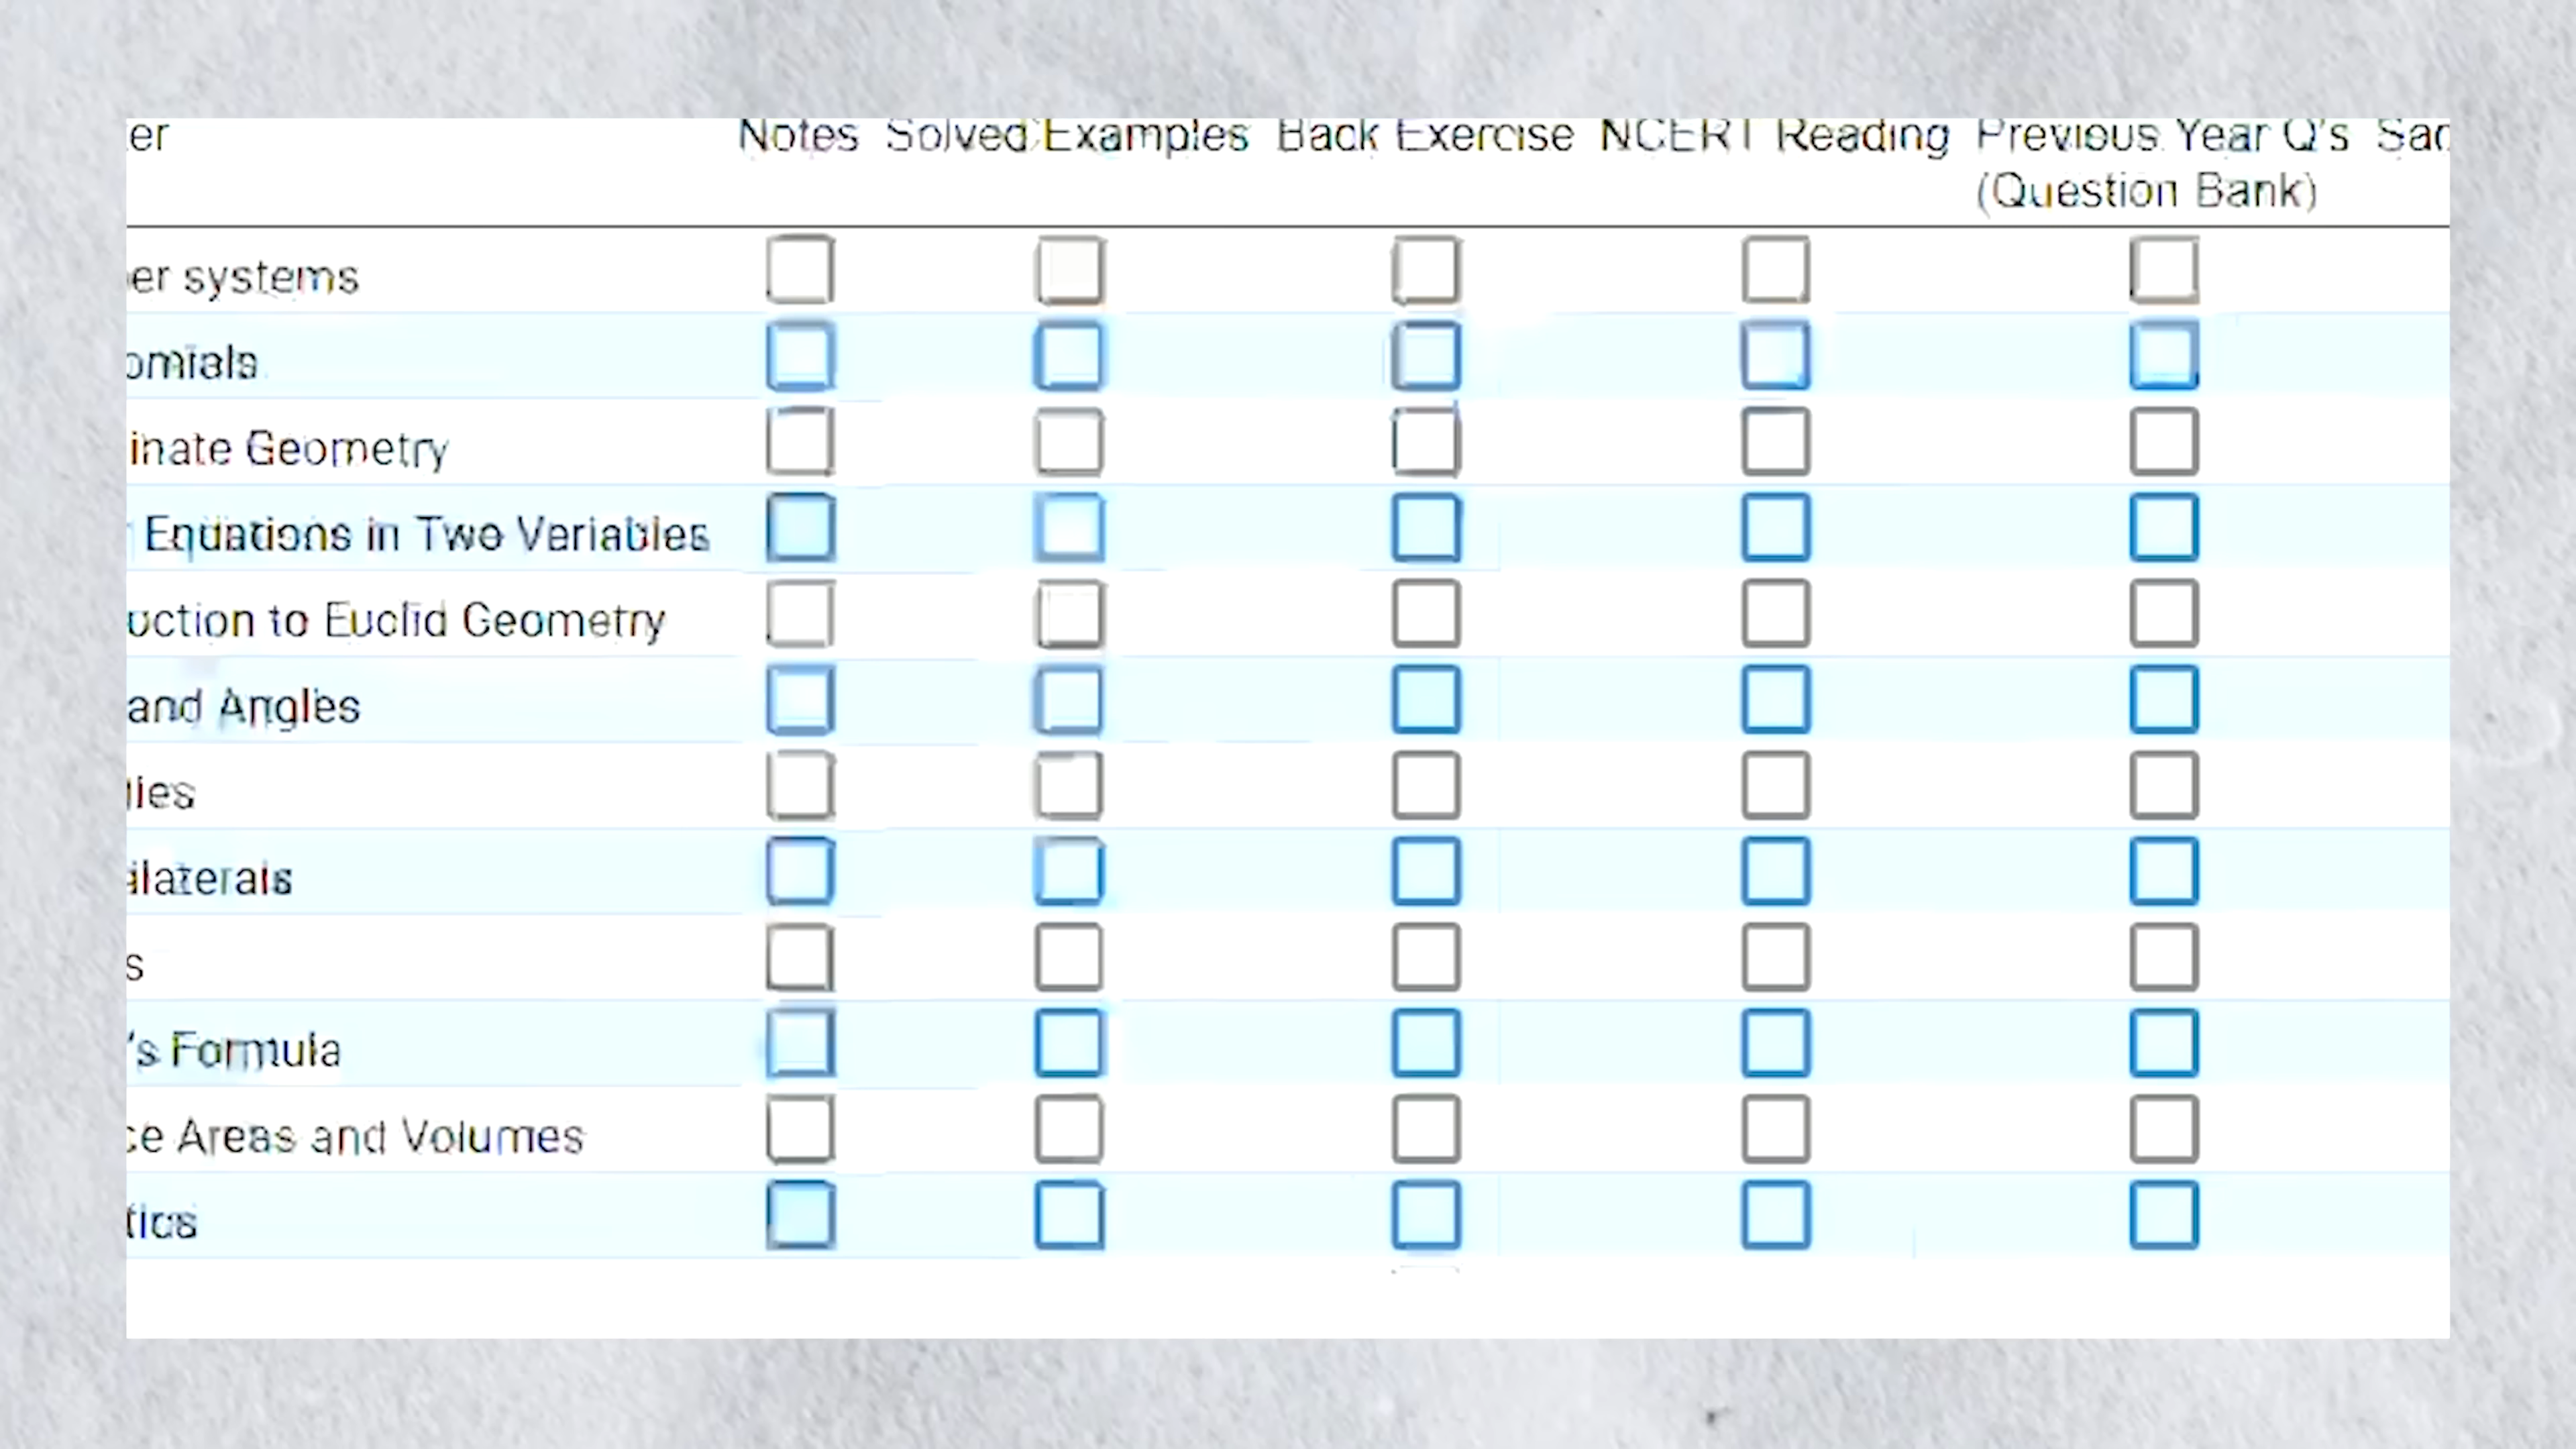 er Notes Solved Examples Back Exercise NCERT Reading Previous Year Q's
(Question Bank)
er systems
omials
inate Geometry
Equations in Two Variables
uction to Euclid Geometry
and Angles
ilaterals
s
's Formula
ce Areas and Volumes
tics